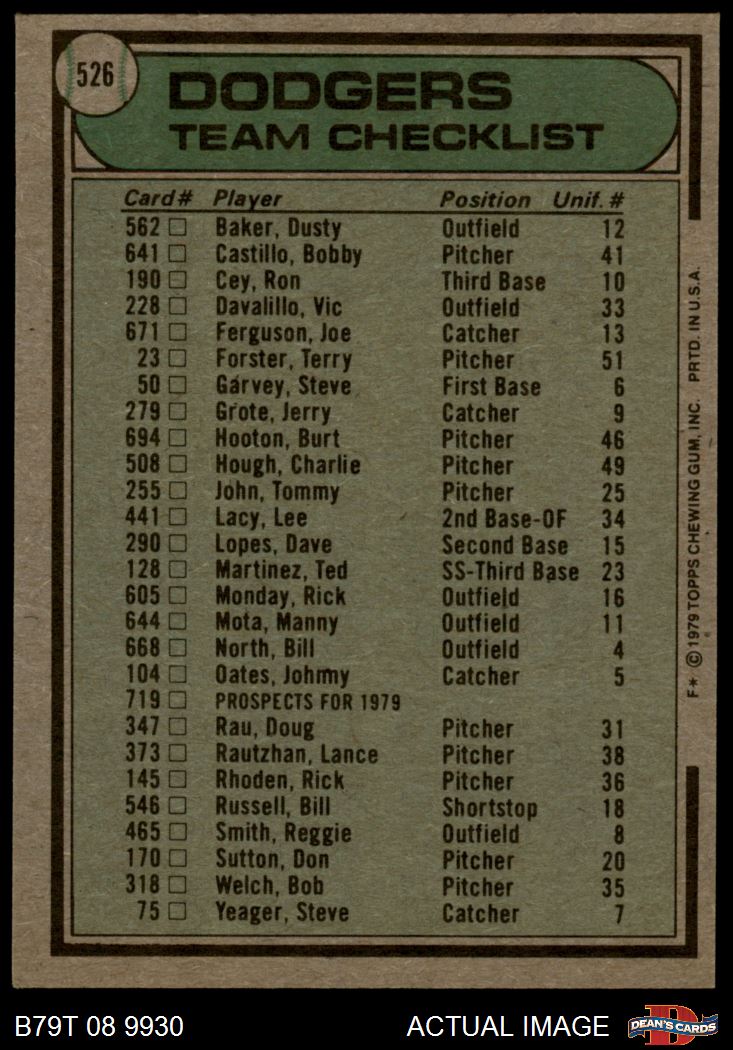 526
DODGERS
TEAM CHECKLIST
Card# Player Position Unif. #
562 Baker, Dusty Outfield 12
641 Castillo, Bobby Pitcher 41
190 Cey, Ron Third Base 10
228 Davalillo, Vic Outfield 33
671 Ferguson, Joe Catcher 13
23 Forster, Terry Pitcher 51
50 Garvey, Steve First Base 6
279 Grote, Jerry Catcher 9
694 Hooton, Burt Pitcher 46
508 Hough, Charlie Pitcher 49
255 John, Tommy Pitcher 25
441 Lacy, Lee 2nd Base-OF 34
290 Lopes, Dave Second Base 15
128 Martinez, Ted SS-Third Base 23
605 Monday, Rick Outfield 16
644 Mota, Manny Outfield 11
668 North, Bill Outfield 4
104 Oates, Johnny Catcher 5
719 PROSPECTS FOR 1979
347 Rau, Doug Pitcher 31
373 Rautzhan, Lance Pitcher 38
145 Rhoden, Rick Pitcher 36
546 Russell, Bill Shortstop 18
465 Smith, Reggie Outfield 8
170 Sutton, Don Pitcher 20
318 Welch, Bob Pitcher 35
75 Yeager, Steve Catcher 7
F* © 1979 TOPPS CHEWING GUM, INC. PRTD. IN U.S.A.
B79T 08 9930 ACTUAL IMAGE DEAN'S CARDS